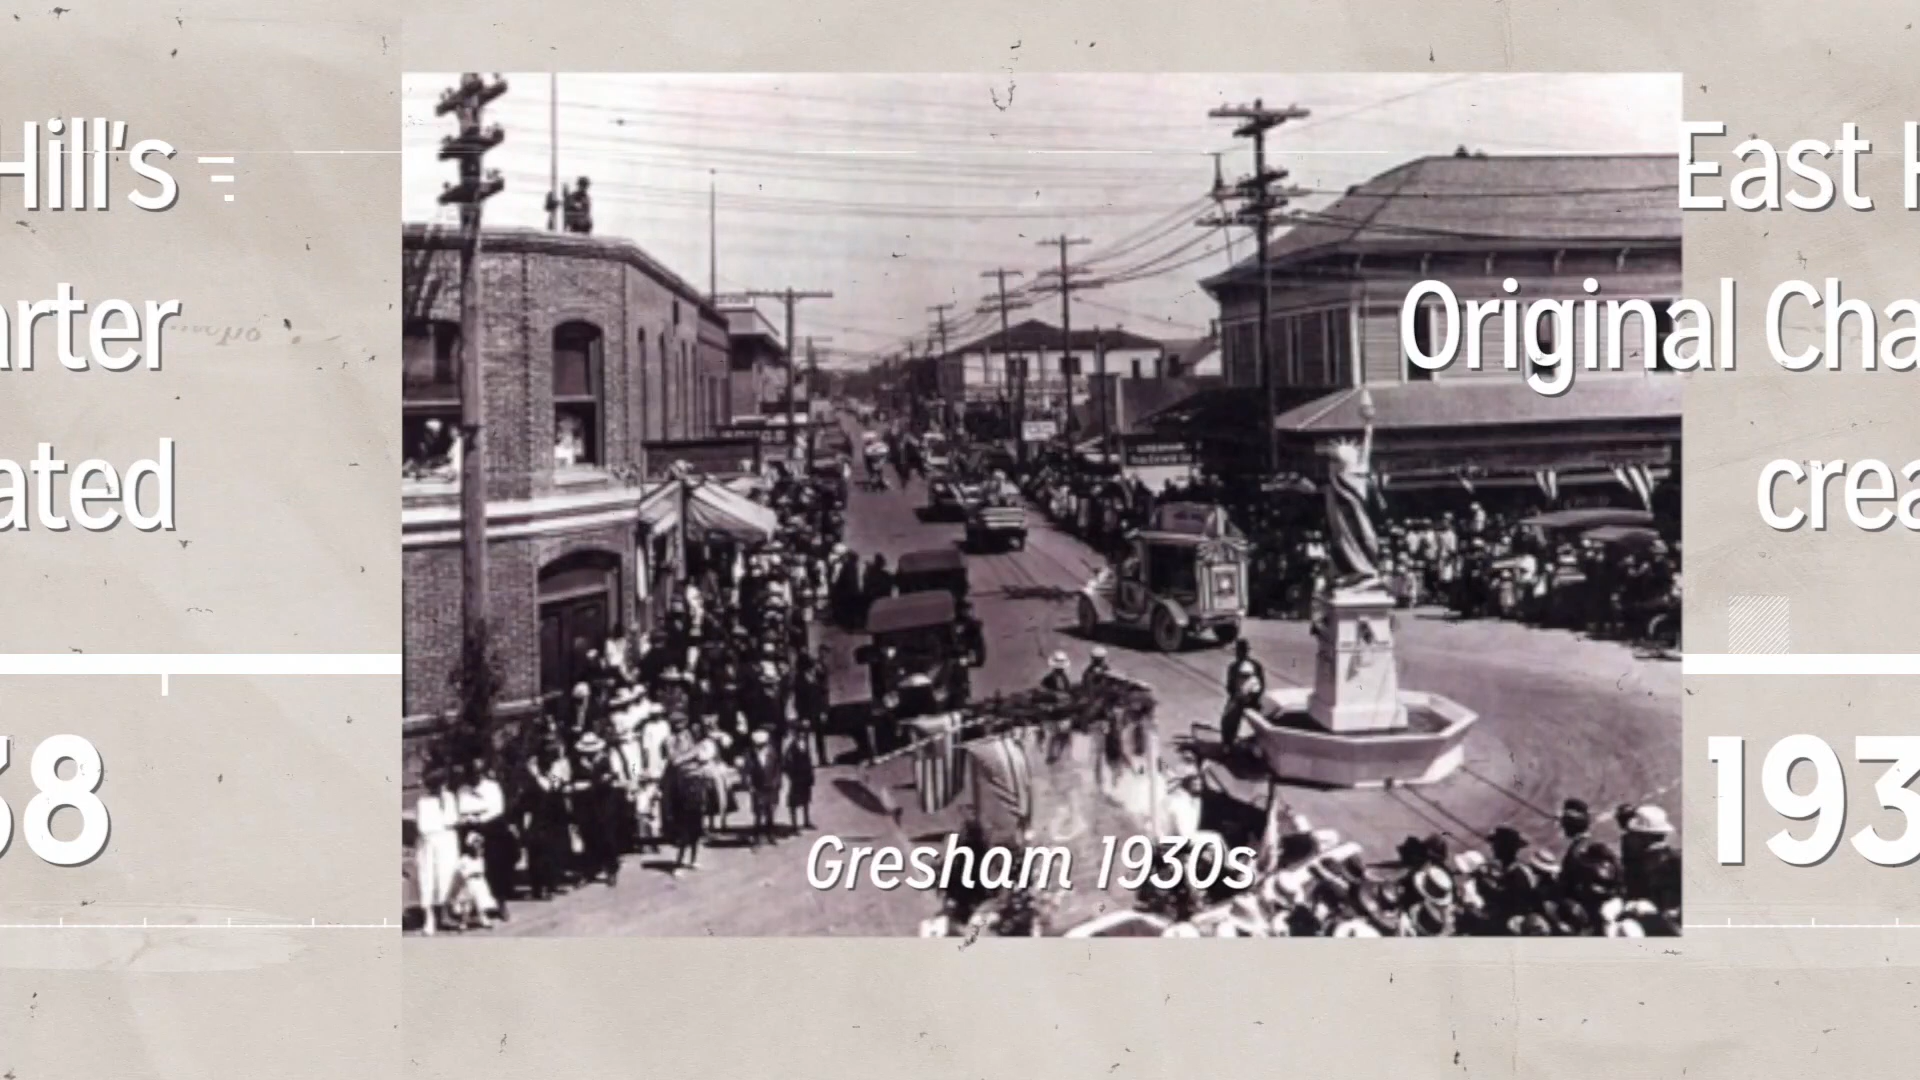 Hill's
arter
ated
38
East H
Original Cha
crea
193
Gresham 1930s